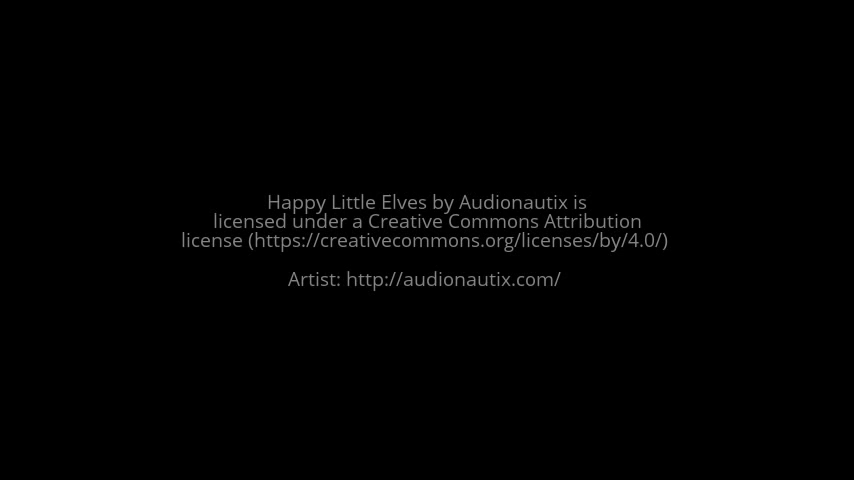 Happy Little Elves by Audionautix is
licensed under a Creative Commons Attribution
license (https://creativecommons.org/licenses/by/4.0/)
Artist: http://audionautix.com/